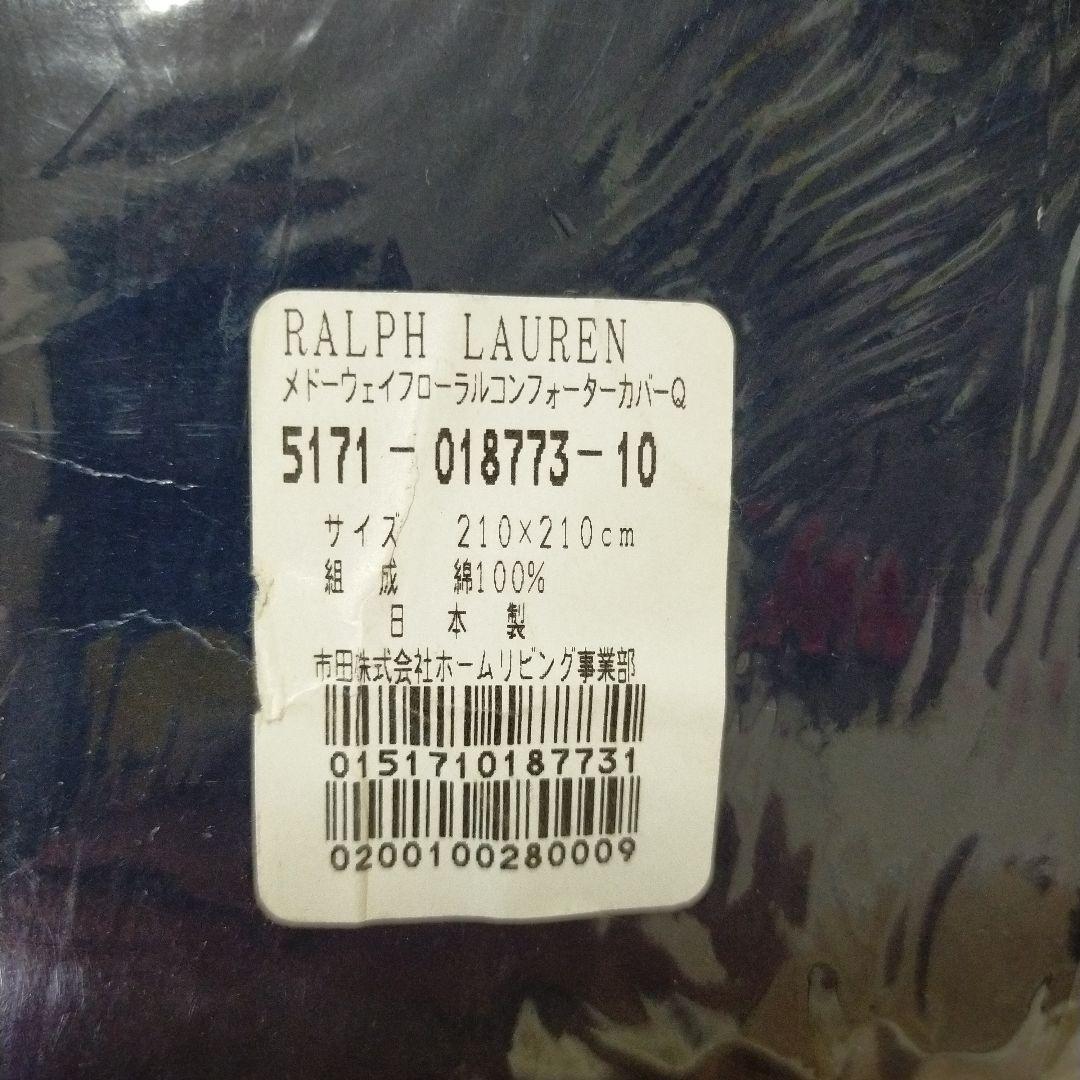 RALPH LAUREN
メドーウェイフローラルコンフォーターカバーQ
5171-018773-10
サイズ 210×210cm
組成 綿100%
日本製
市田株式会社ホームリビング事業部
0151710187731
0200100280009